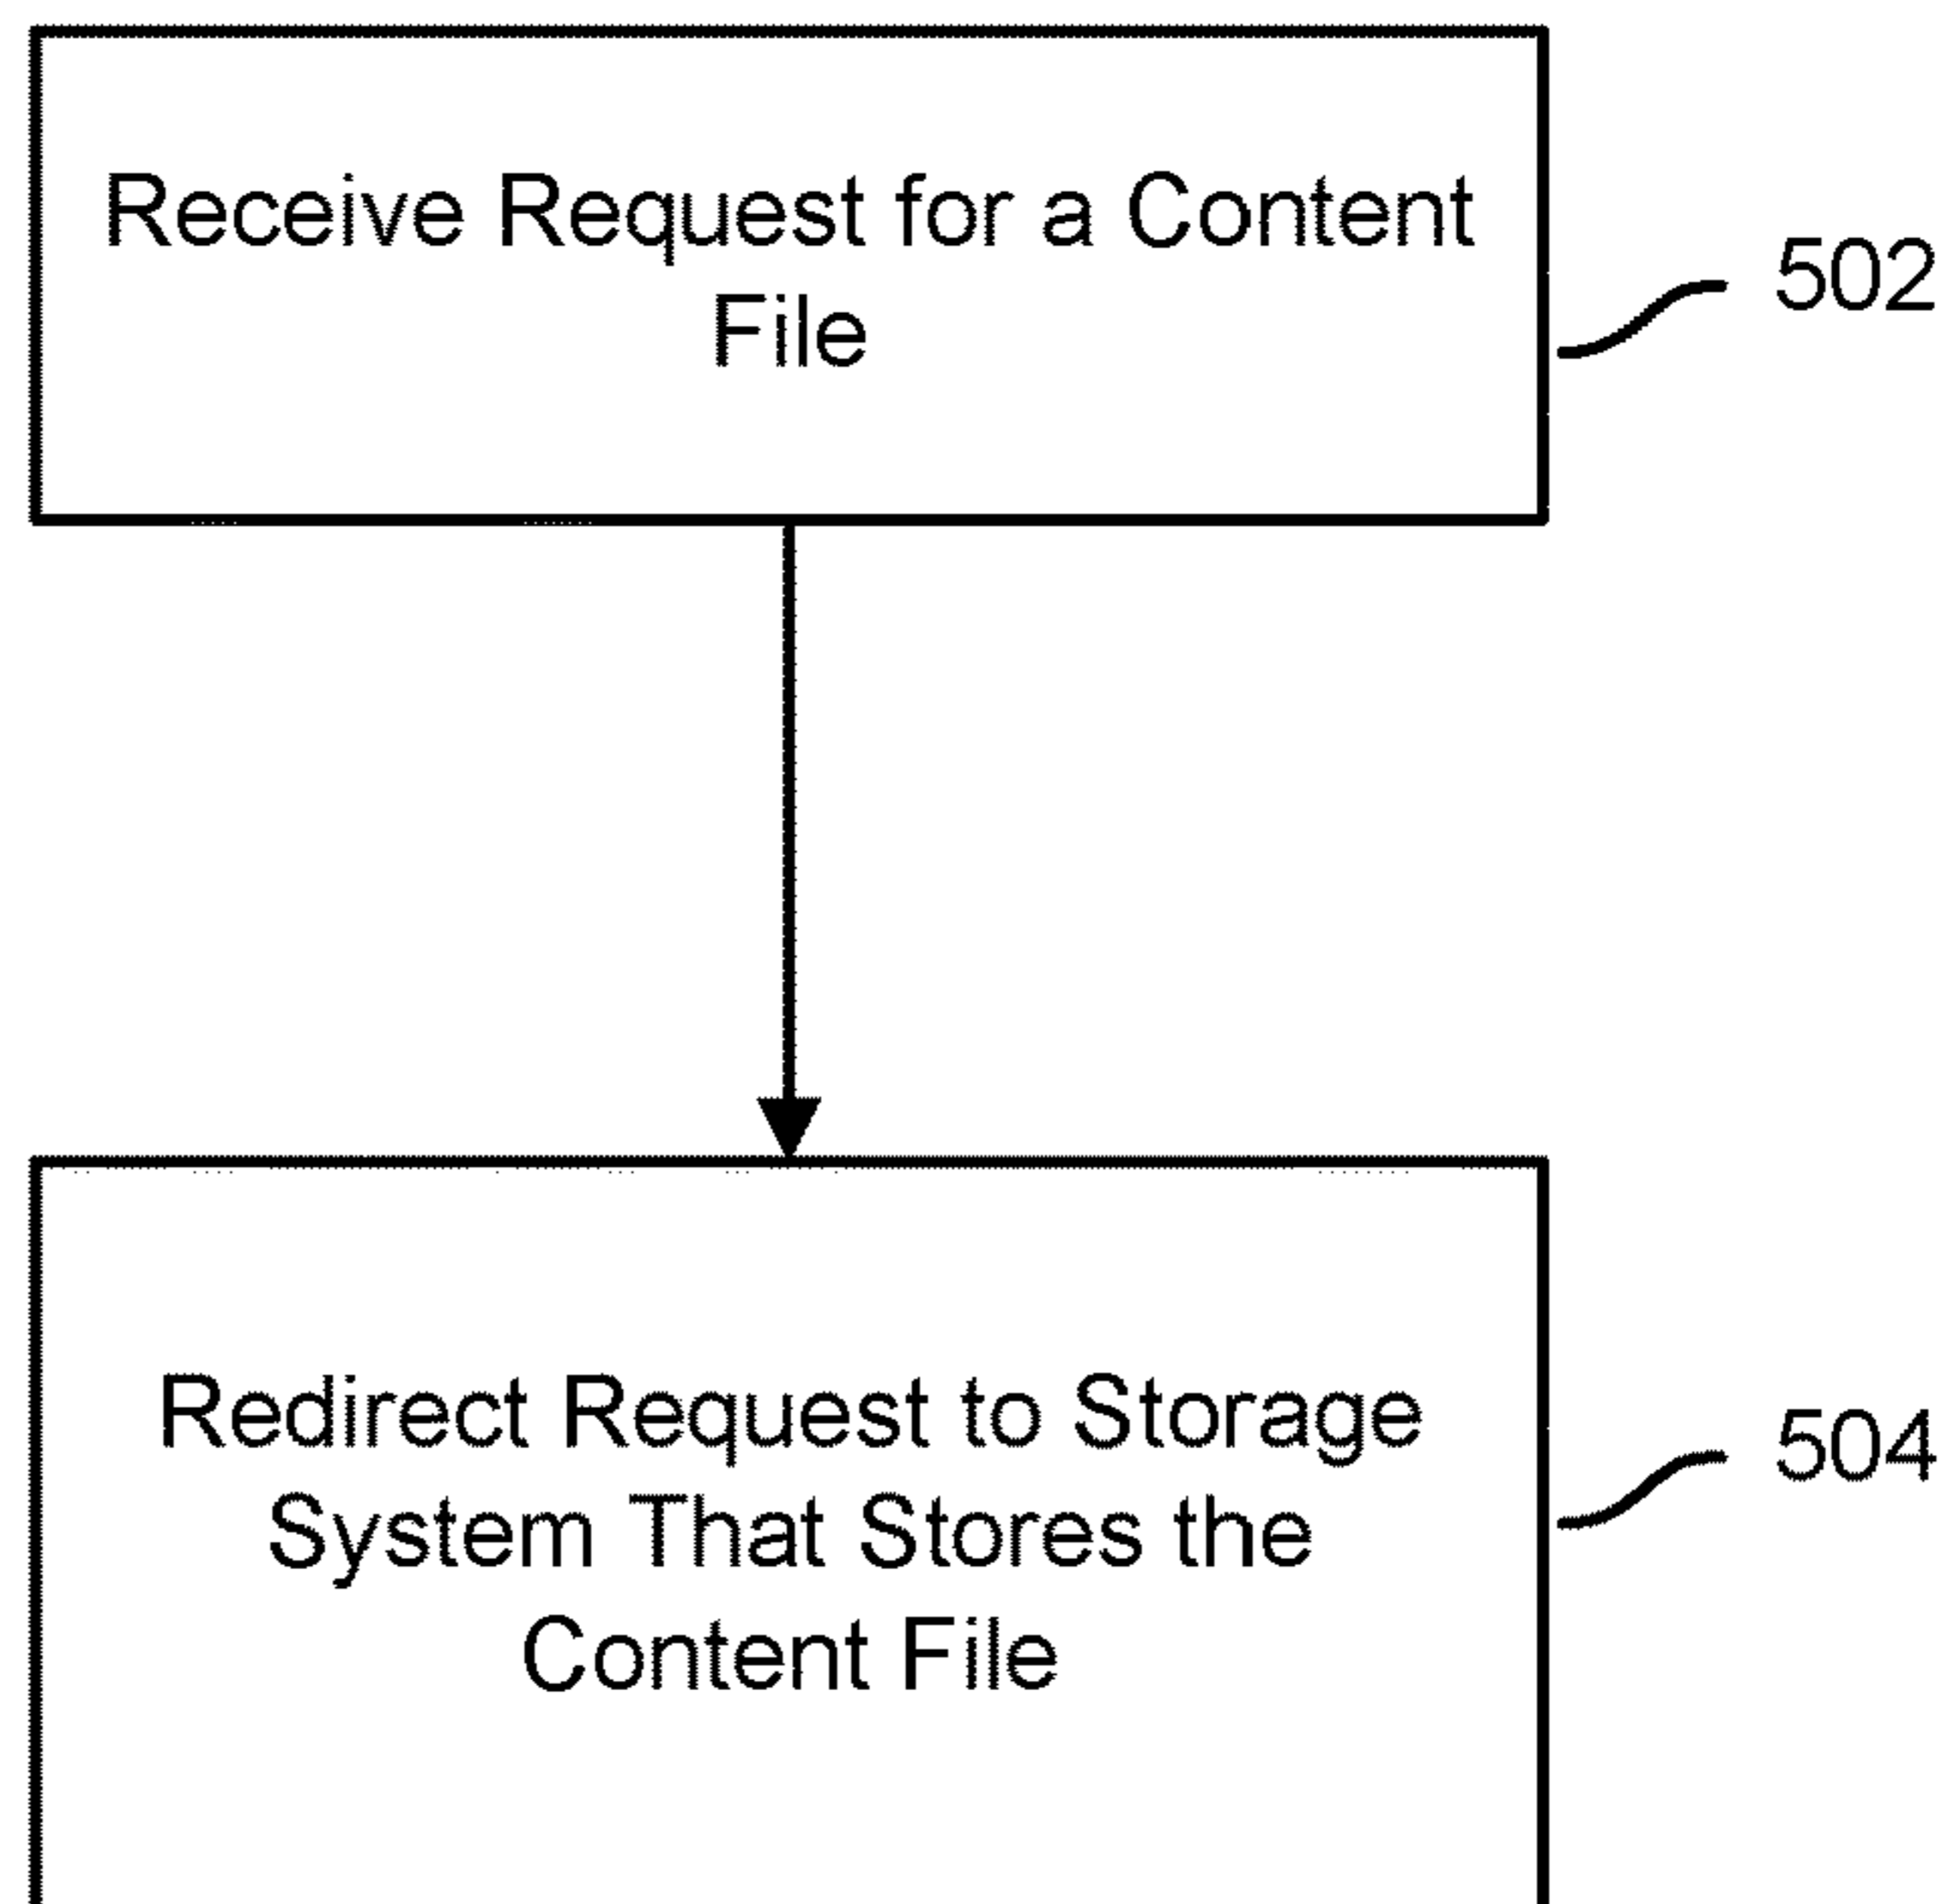 Receive Request for a Content
File
502
Redirect Request to Storage
System That Stores the
Content File
504